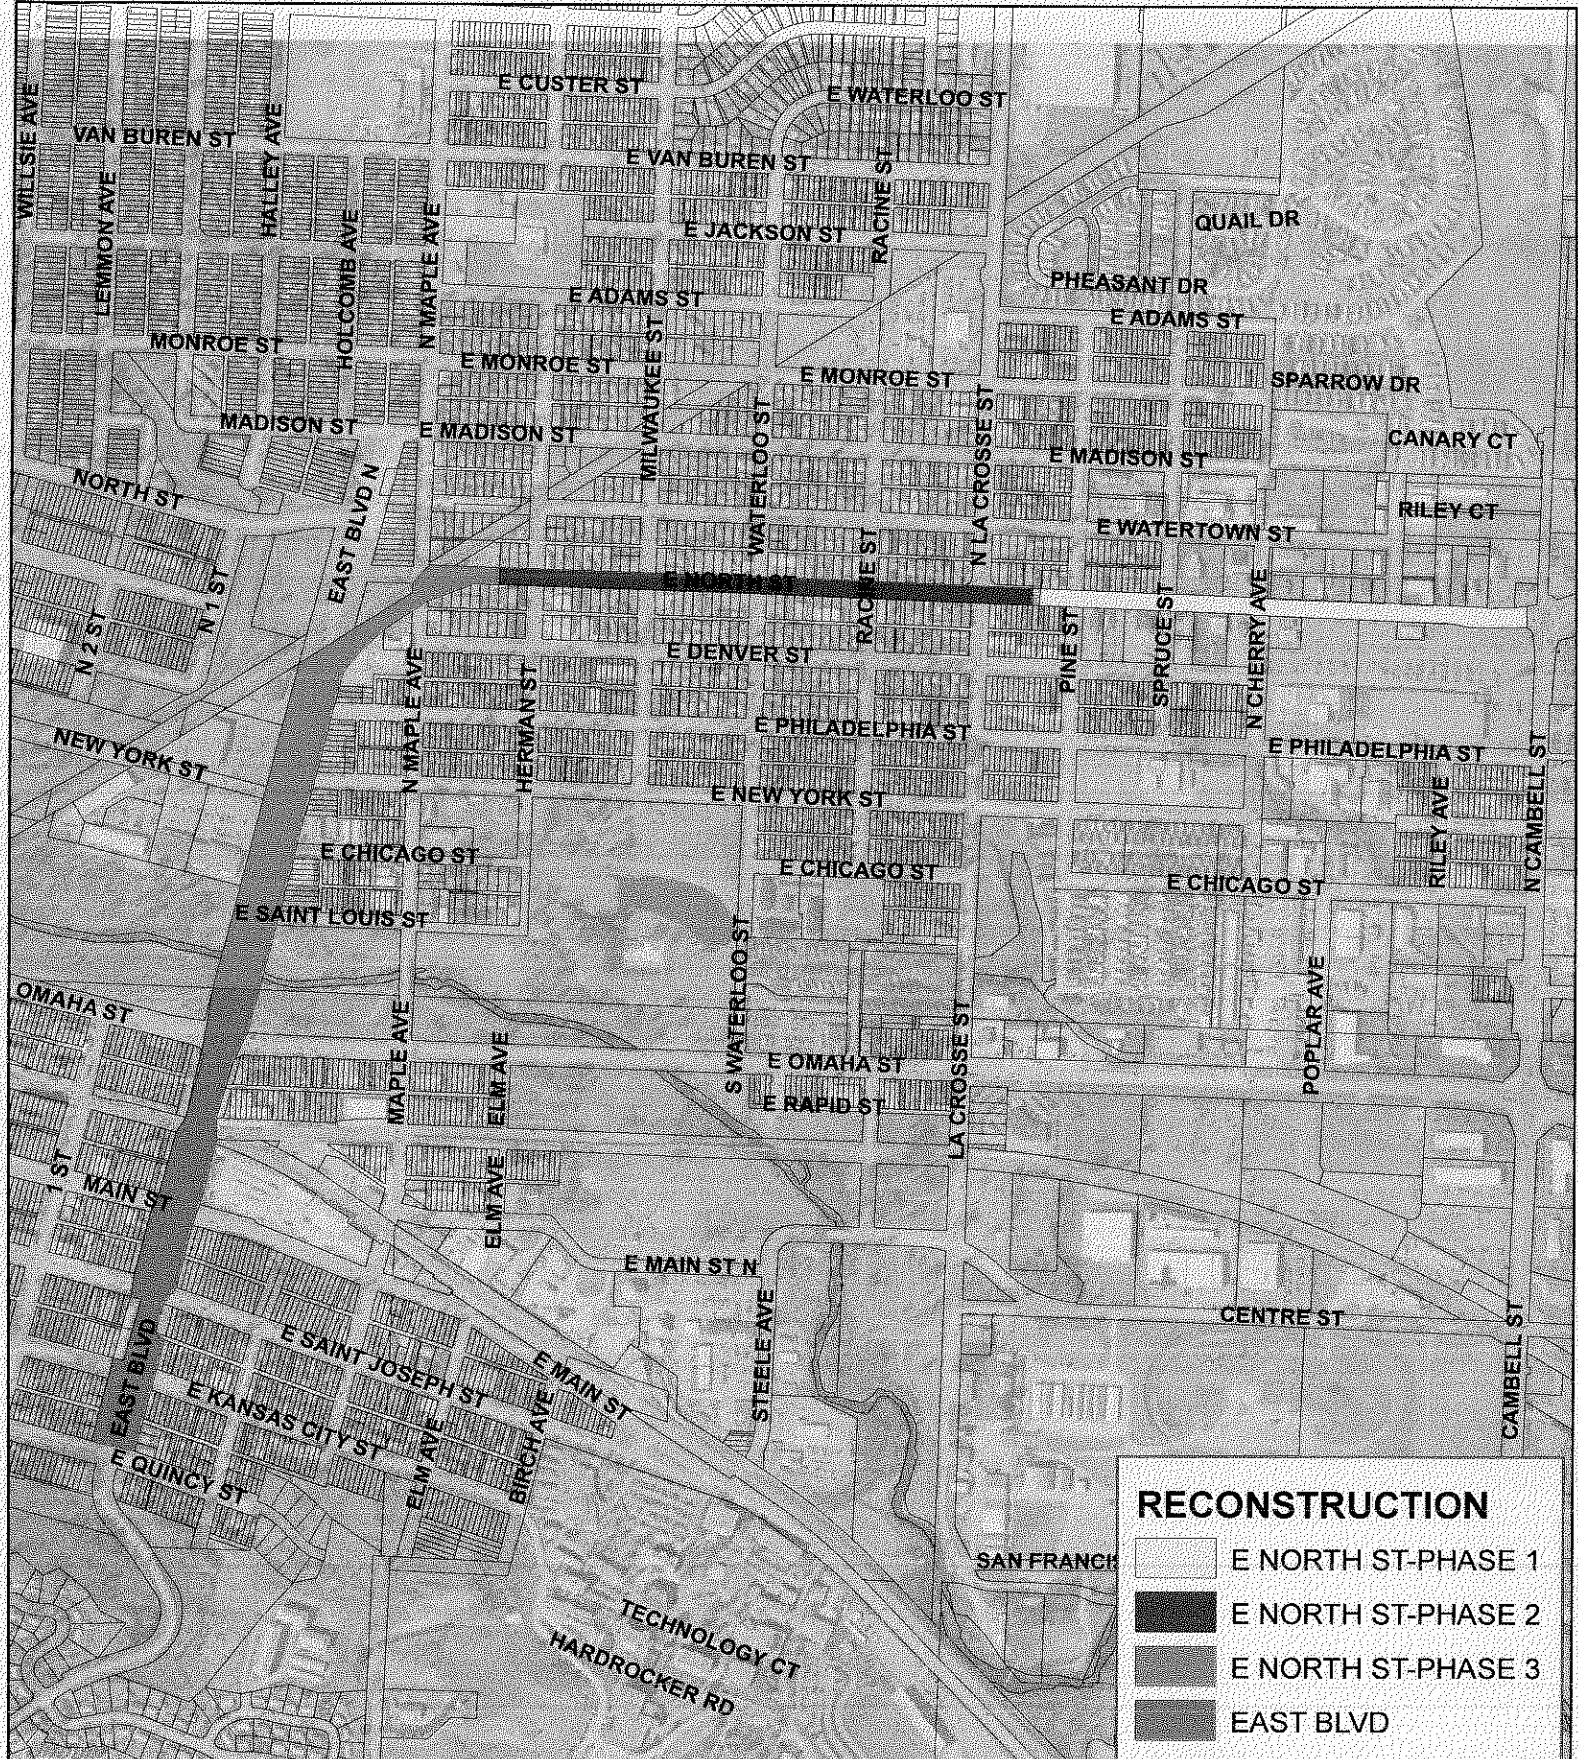 E CUSTER ST
E WATERLOO ST
WILLSIE AVE
VAN BUREN ST
HALLEY AVE
E VAN BUREN ST
RACINE ST
LEMMON AVE
HOLCOMB AVE
N MAPLE AVE
E JACKSON ST
QUAIL DR
PHEASANT DR
E ADAMS ST
E ADAMS ST
MONROE ST
E MONROE ST
MILWAUKEE ST
E MONROE ST
SPARROW DR
MADISON ST
E MADISON ST
WATERLOO ST
N LA CROSSE ST
E MADISON ST
CANARY CT
NORTH ST
EAST BLVD N
E WATERTOWN ST
RILEY CT
N 1 ST
N 2 ST
E NORTH ST
RACINE ST
PINE ST
SPRUCE ST
N CHERRY AVE
E DENVER ST
N MAPLE AVE
HERMAN ST
E PHILADELPHIA ST
E PHILADELPHIA ST
NEW YORK ST
E NEW YORK ST
RILEY AVE
N CAMBELL ST
E CHICAGO ST
E CHICAGO ST
E CHICAGO ST
E SAINT LOUIS ST
S WATERLOO ST
POPLAR AVE
OMAHA ST
MAPLE AVE
ELM AVE
E OMAHA ST
LA CROSSE ST
E RAPID ST
1 ST
MAIN ST
ELM AVE
E MAIN ST N
STEELE AVE
CENTRE ST
CAMBELL ST
EAST BLVD
E SAINT JOSEPH ST
E MAIN ST
E KANSAS CITY ST
ELM AVE
BIRCH AVE
E QUINCY ST
SAN FRANCI
TECHNOLOGY CT
HARDROCKER RD
RECONSTRUCTION
E NORTH ST-PHASE 1
E NORTH ST-PHASE 2
E NORTH ST-PHASE 3
EAST BLVD